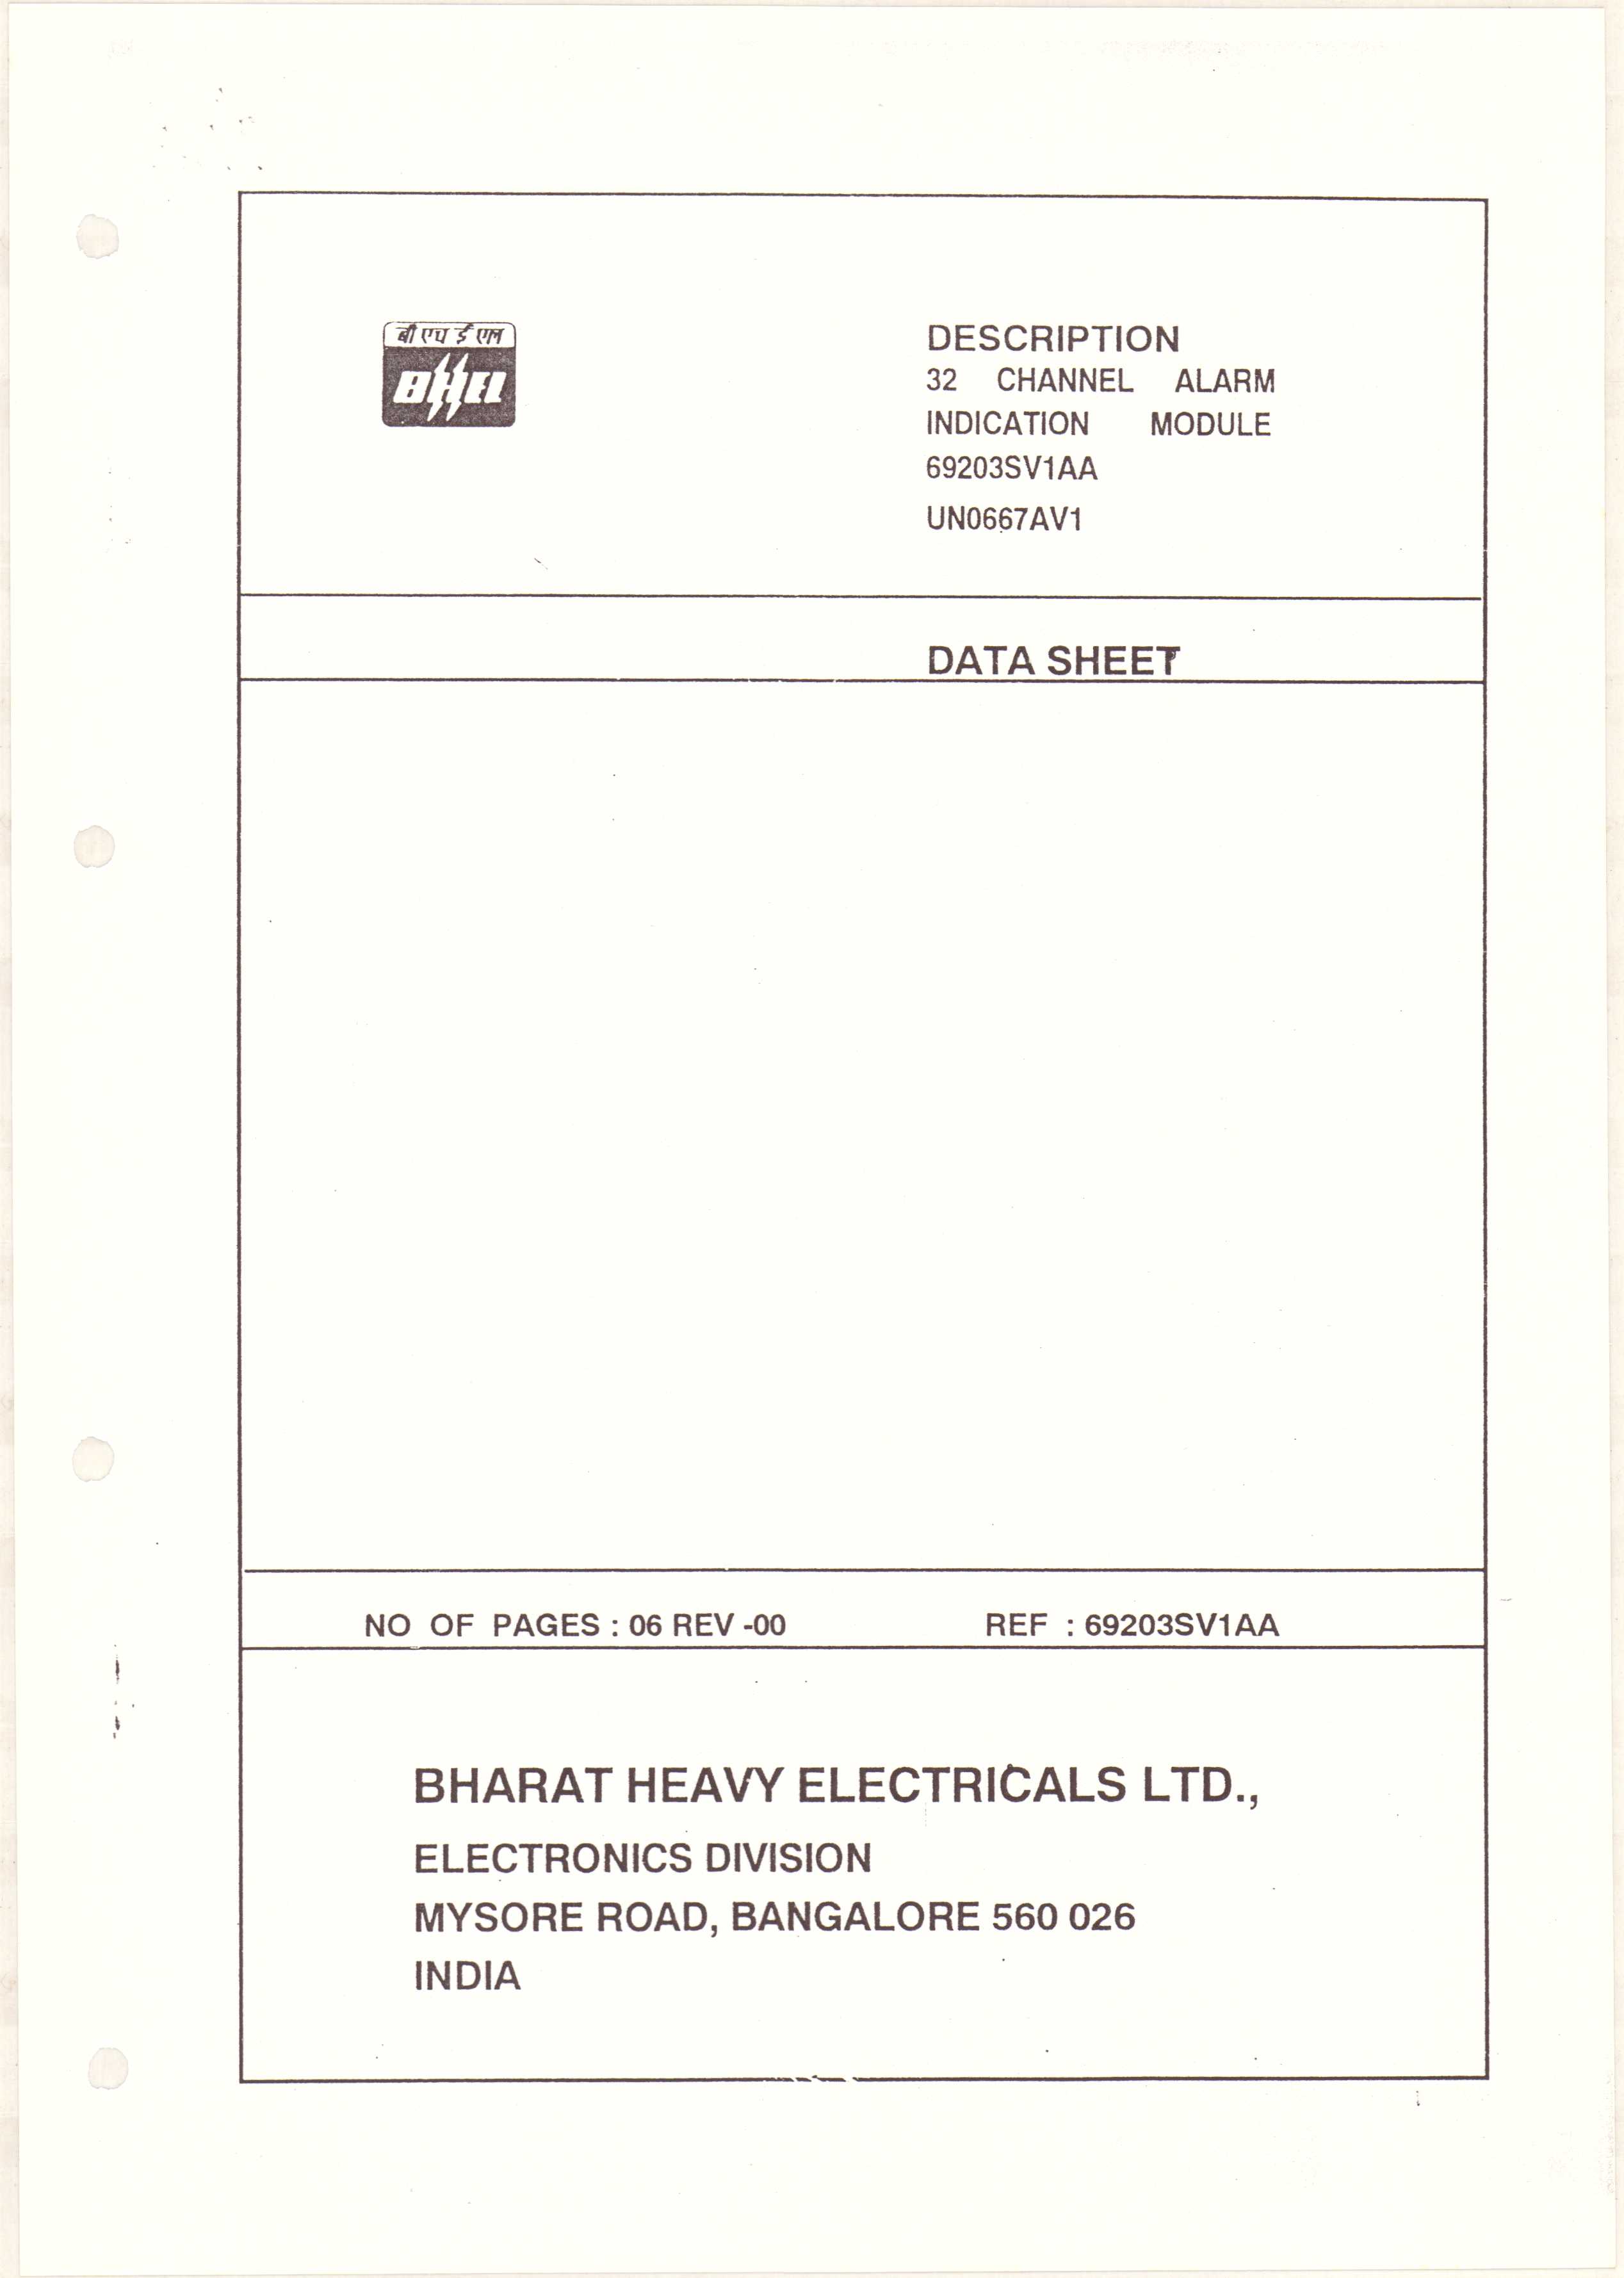 बी एच ई एल
BHEL
DESCRIPTION
32 CHANNEL ALARM
INDICATION MODULE
69203SV1AA
UN0667AV1
DATA SHEET
NO OF PAGES : 06 REV -00 REF : 69203SV1AA
BHARAT HEAVY ELECTRICALS LTD.,
ELECTRONICS DIVISION
MYSORE ROAD, BANGALORE 560 026
INDIA